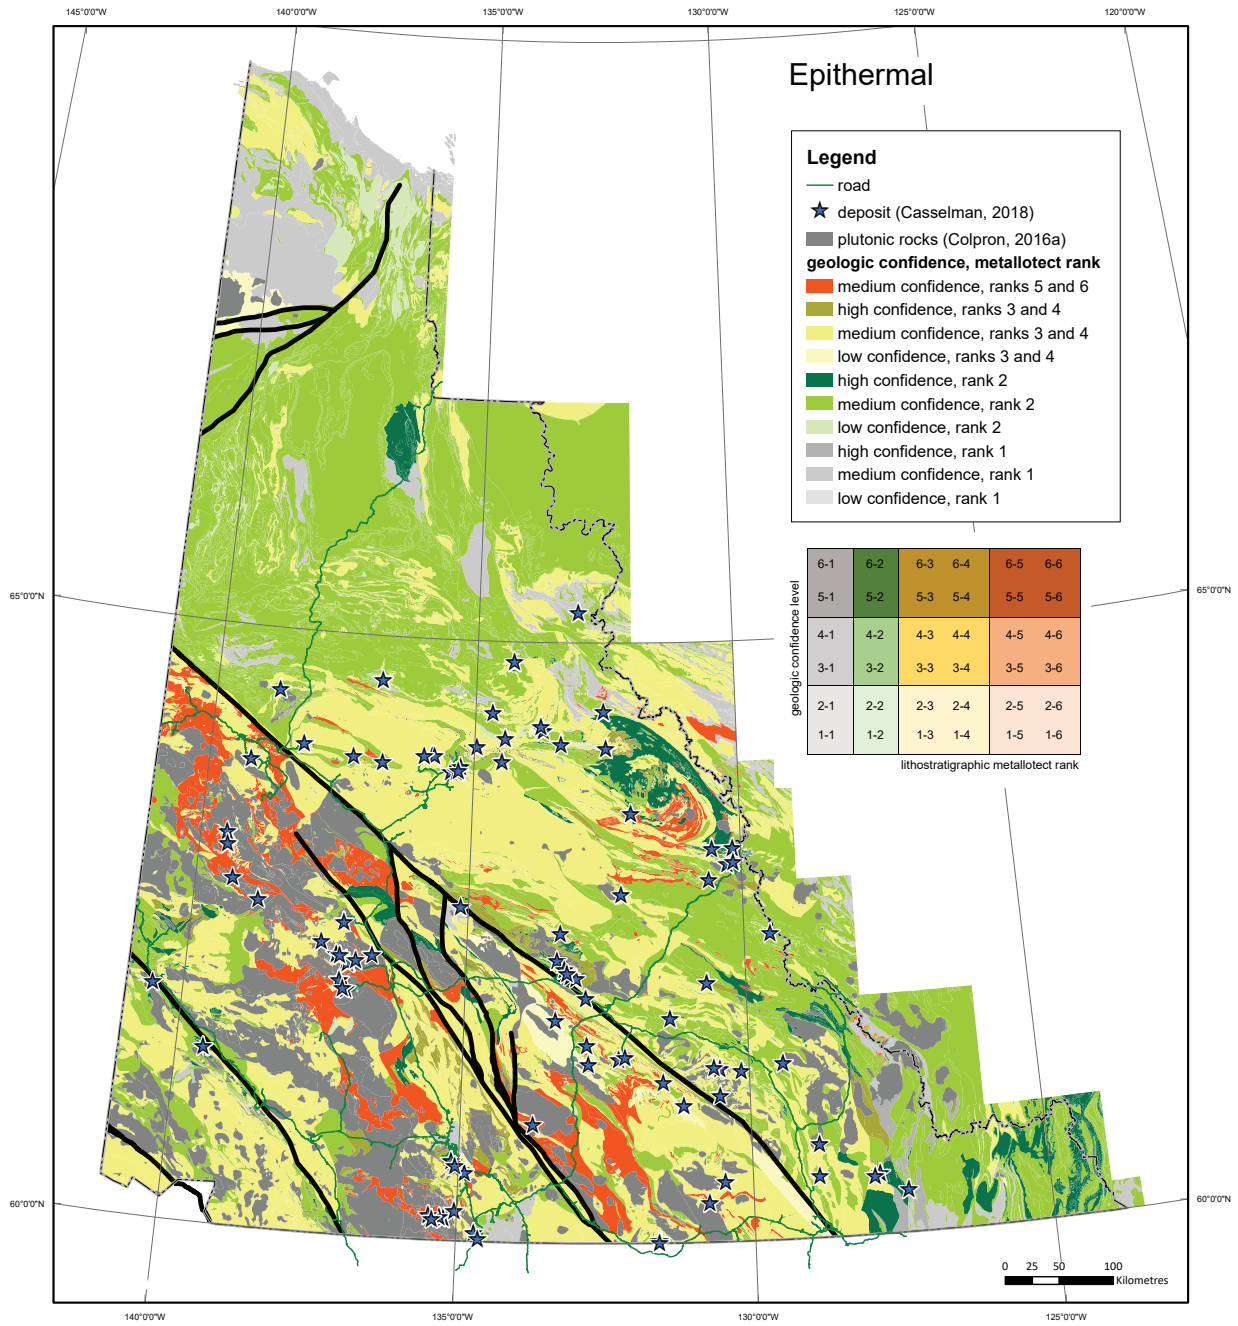 145°0'0"W 140°0'0"W 135°0'0"W 130°0'0"W 125°0'0"W 120°0'0"W
Epithermal
Legend
road
deposit (Casselman, 2018)
plutonic rocks (Colpron, 2016a)
geologic confidence, metallotect rank
medium confidence, ranks 5 and 6
high confidence, ranks 3 and 4
medium confidence, ranks 3 and 4
low confidence, ranks 3 and 4
high confidence, rank 2
medium confidence, rank 2
low confidence, rank 2
high confidence, rank 1
medium confidence, rank 1
low confidence, rank 1
6-1 6-2 6-3 6-4 6-5 6-6
5-1 5-2 5-3 5-4 5-5 5-6
4-1 4-2 4-3 4-4 4-5 4-6
3-1 3-2 3-3 3-4 3-5 3-6
2-1 2-2 2-3 2-4 2-5 2-6
1-1 1-2 1-3 1-4 1-5 1-6
geologic confidence level
lithostratigraphic metallotect rank
65°0'0"N 65°0'0"N
60°0'0"N 60°0'0"N
0 25 50 100
Kilometres
140°0'0"W 135°0'0"W 130°0'0"W 125°0'0"W